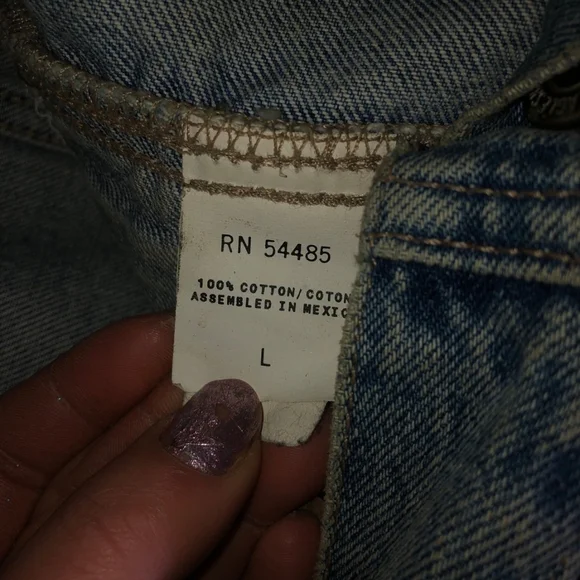 RN 54485
100% COTTON/COTON
ASSEMBLED IN MEXIC
L